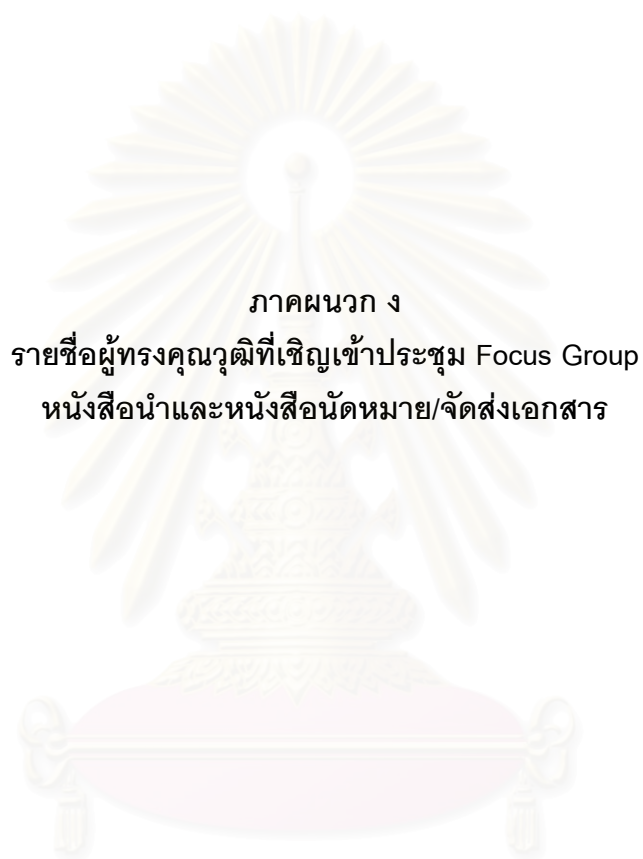 ภาคผนวก ง
รายชื่อผู้ทรงคุณวุฒิที่เชิญเข้าประชุม Focus Group
หนังสือนำและหนังสือนัดหมาย/จัดส่งเอกสาร